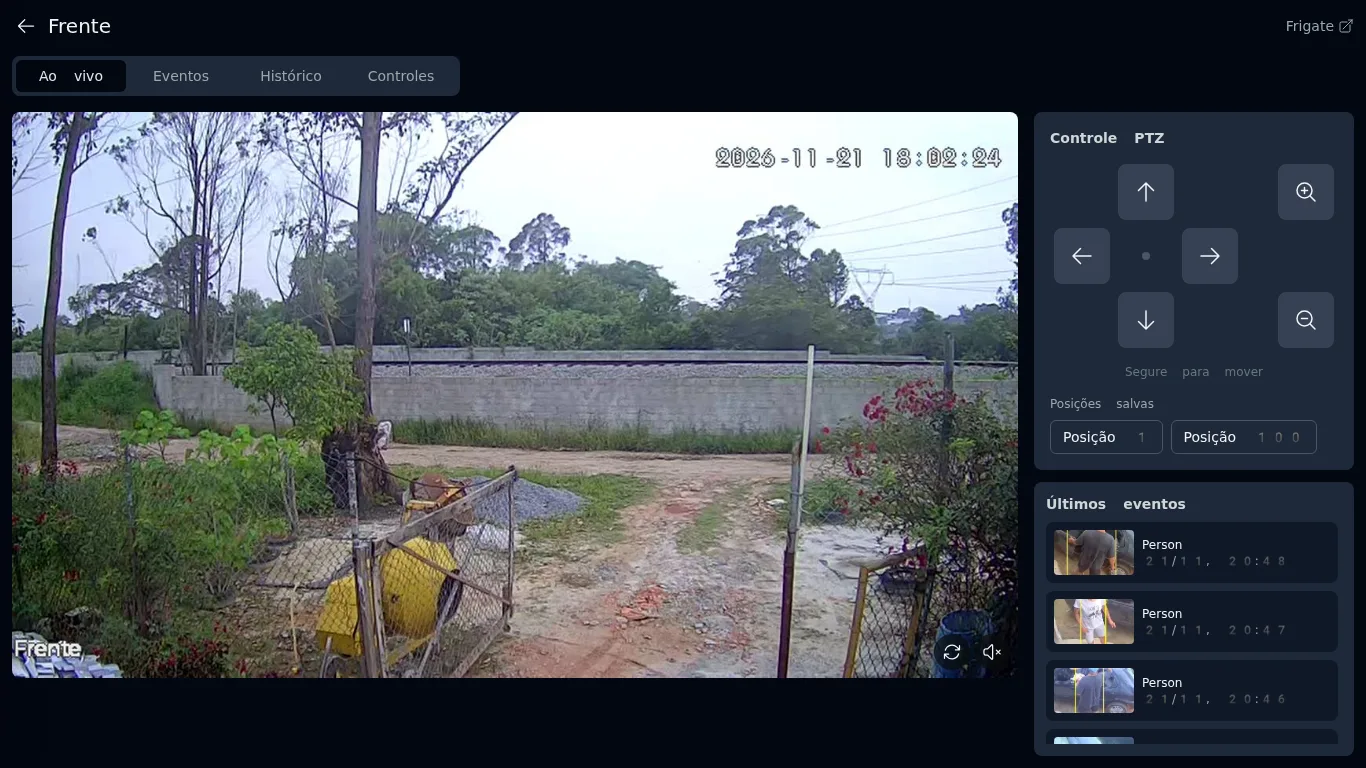 Frente
Frigate
Ao vivo
Eventos
Histórico
Controles
2026-11-21 18:02:24
Frente
Controle PTZ
Segure para mover
Posições salvas
Posição 1
Posição 100
Últimos eventos
Person
21/11, 20:48
Person
21/11, 20:47
Person
21/11, 20:46